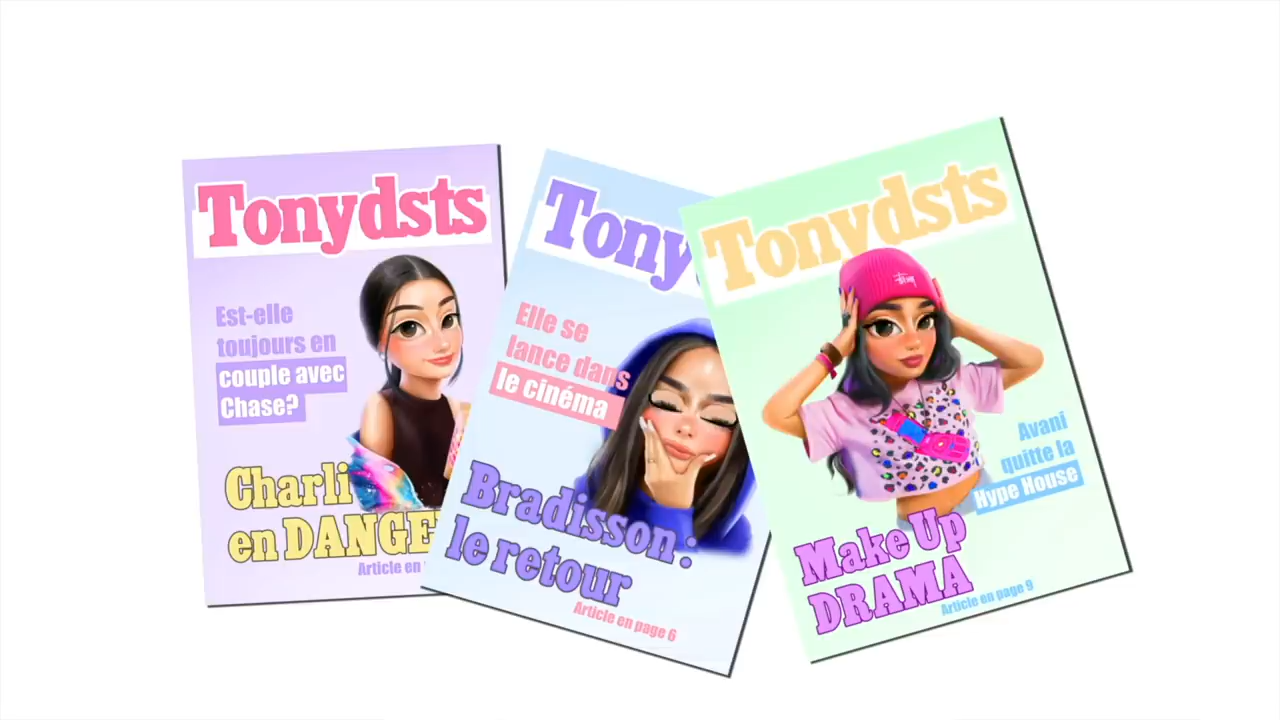 Tonydsts
Est-elle
toujours en
couple avec
Chase?
Charli
en DANGE
Article en
Tony
Elle se
lance dans
le cinéma
Bradisson :
le retour
Article en page 6
Tonydsts
Avani
quitte la
Hype House
Make Up
DRAMA
Article en page 9